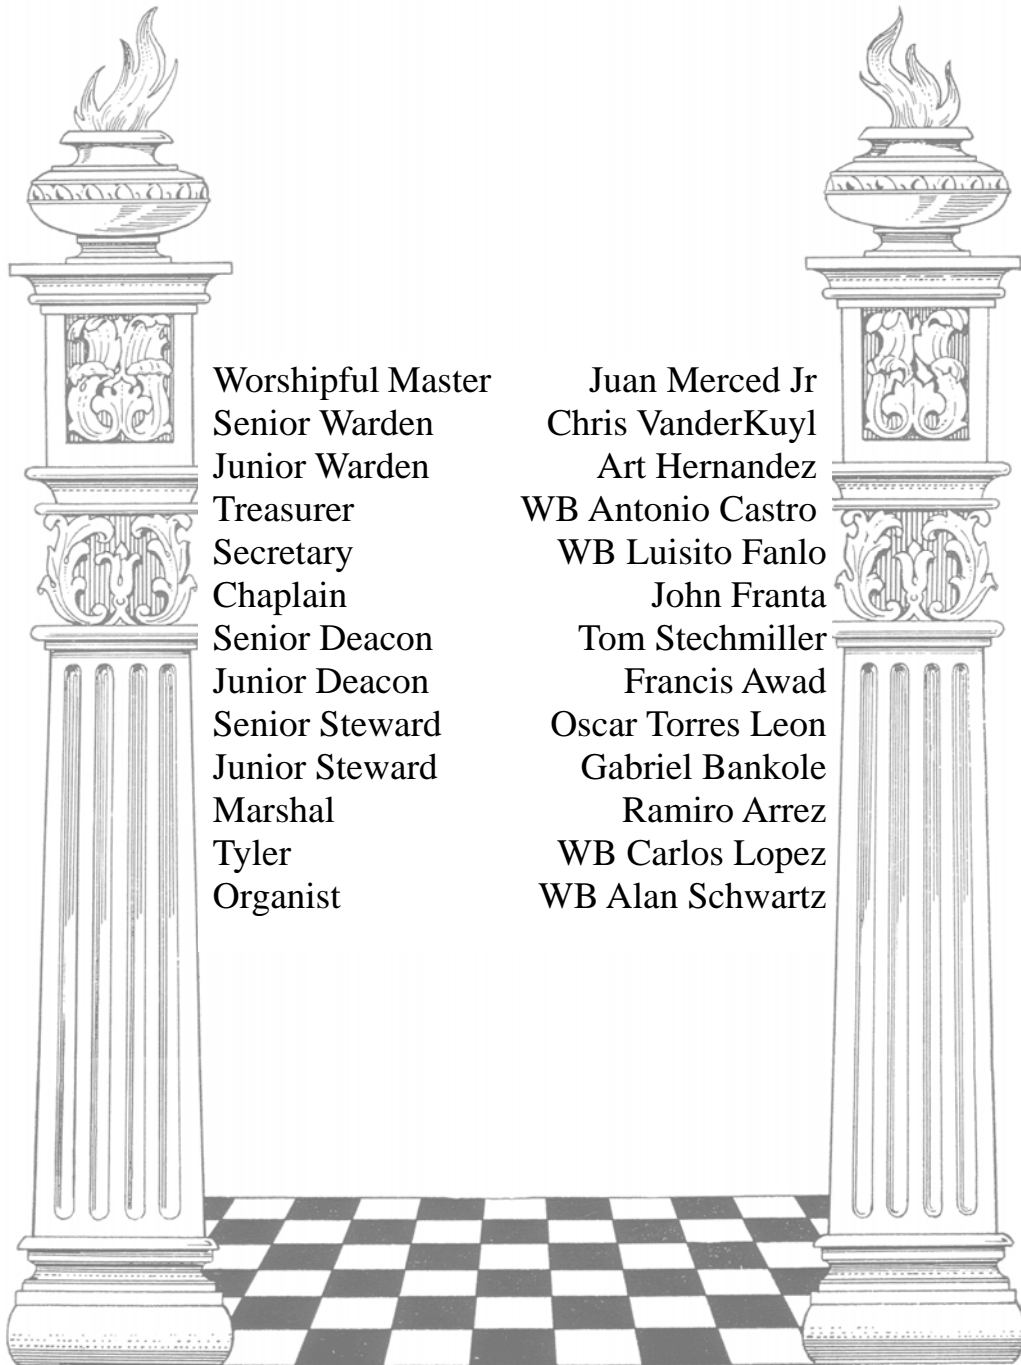 Worshipful Master Juan Merced Jr
Senior Warden Chris VanderKuyl
Junior Warden Art Hernandez
Treasurer WB Antonio Castro
Secretary WB Luisito Fanlo
Chaplain John Franta
Senior Deacon Tom Stechmiller
Junior Deacon Francis Awad
Senior Steward Oscar Torres Leon
Junior Steward Gabriel Bankole
Marshal Ramiro Arrez
Tyler WB Carlos Lopez
Organist WB Alan Schwartz